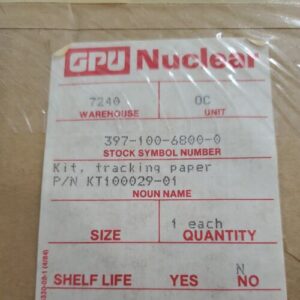 GPU Nuclear
7240 OC
WAREHOUSE UNIT
397-100-6800-0
STOCK SYMBOL NUMBER
Kit, tracking paper
P/N KT100029-01
NOUN NAME
1 each
SIZE QUANTITY
N
SHELF LIFE YES NO